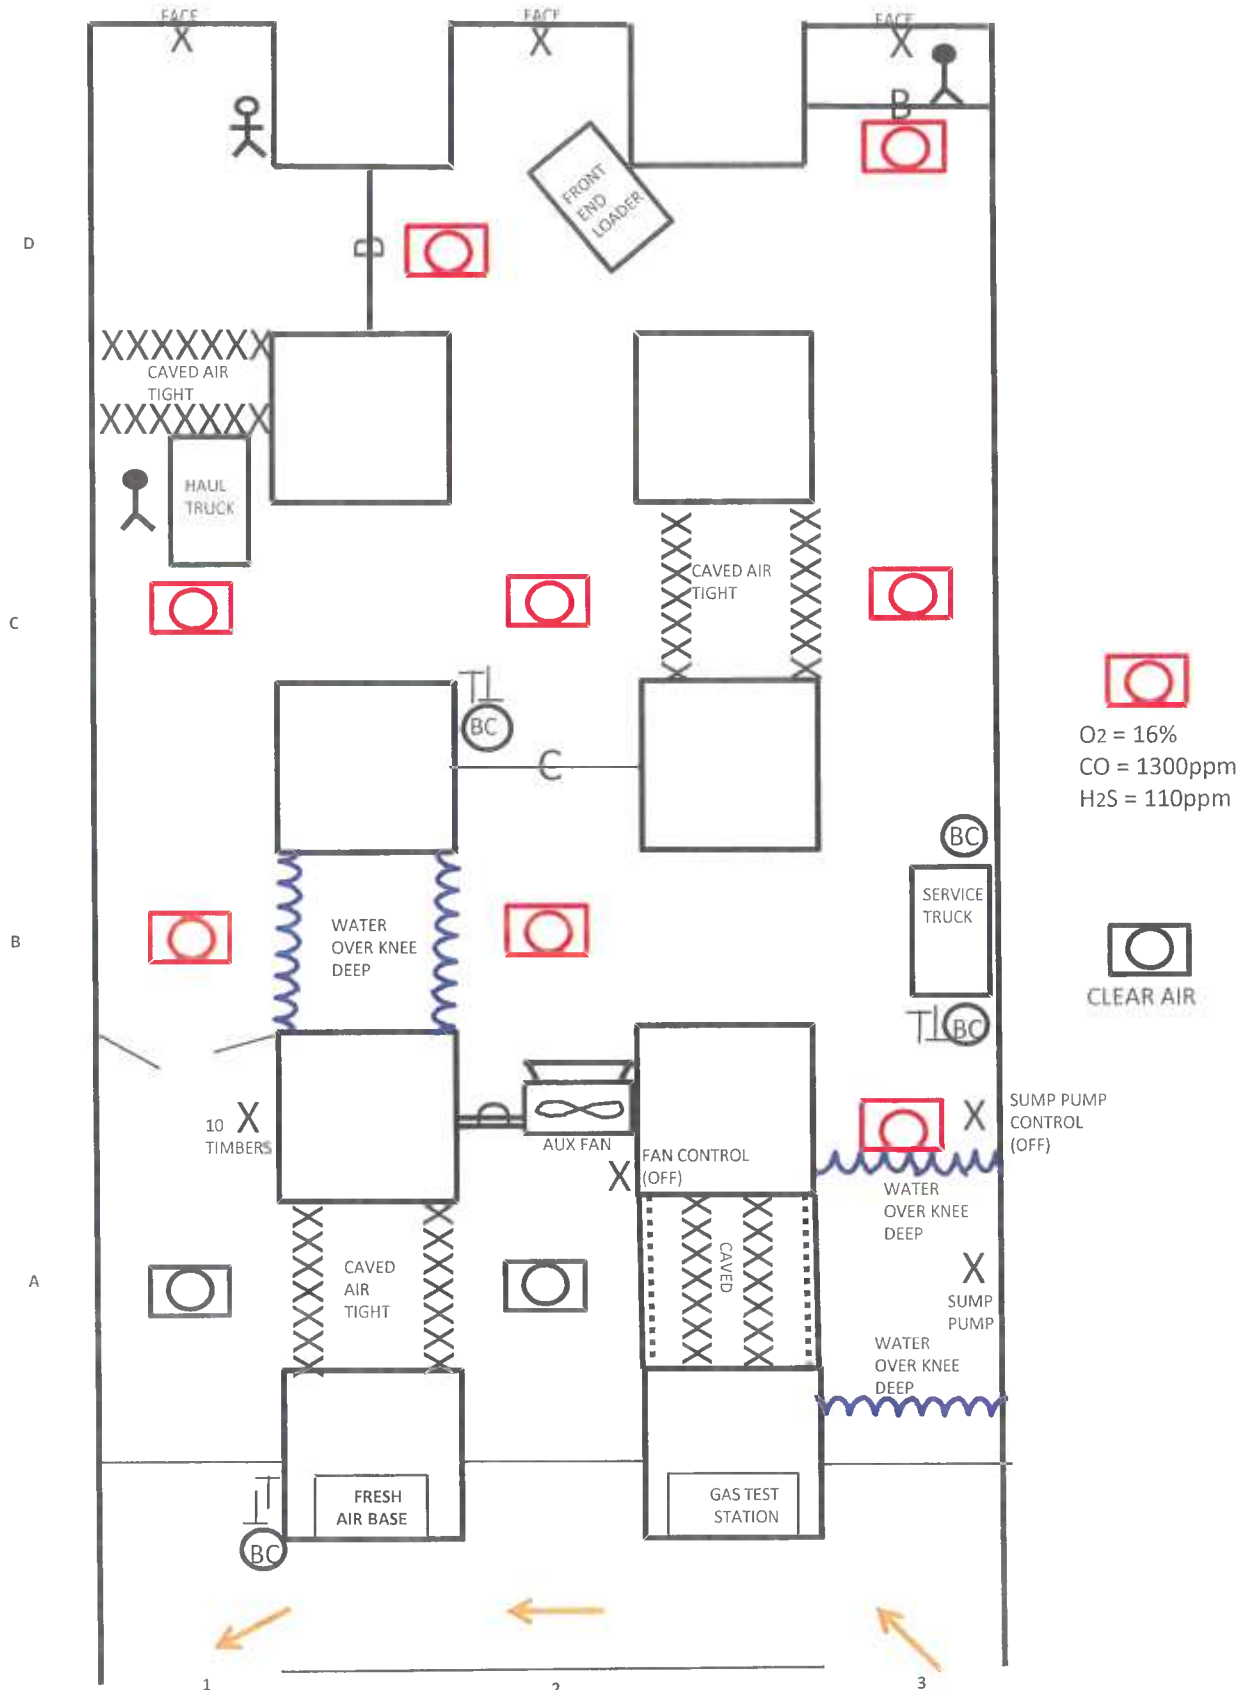 FACE
FACE
FACE
X
X
X
B
FRONT
END
LOADER
D
B
XXXXXXX
CAVED AIR
TIGHT
XXXXXXX
HAUL
TRUCK
CAVED AIR
TIGHT
C
BC
C
O2 = 16%
CO = 1300ppm
H2S = 110ppm
BC
SERVICE
TRUCK
B
WATER
OVER KNEE
DEEP
CLEAR AIR
BC
10
TIMBERS
X
D
AUX FAN
X
FAN CONTROL
(OFF)
X
SUMP PUMP
CONTROL
(OFF)
WATER
OVER KNEE
DEEP
A
CAVED
AIR
TIGHT
CAVED
X
SUMP
PUMP
WATER
OVER KNEE
DEEP
FRESH
AIR BASE
GAS TEST
STATION
BC
1
2
3